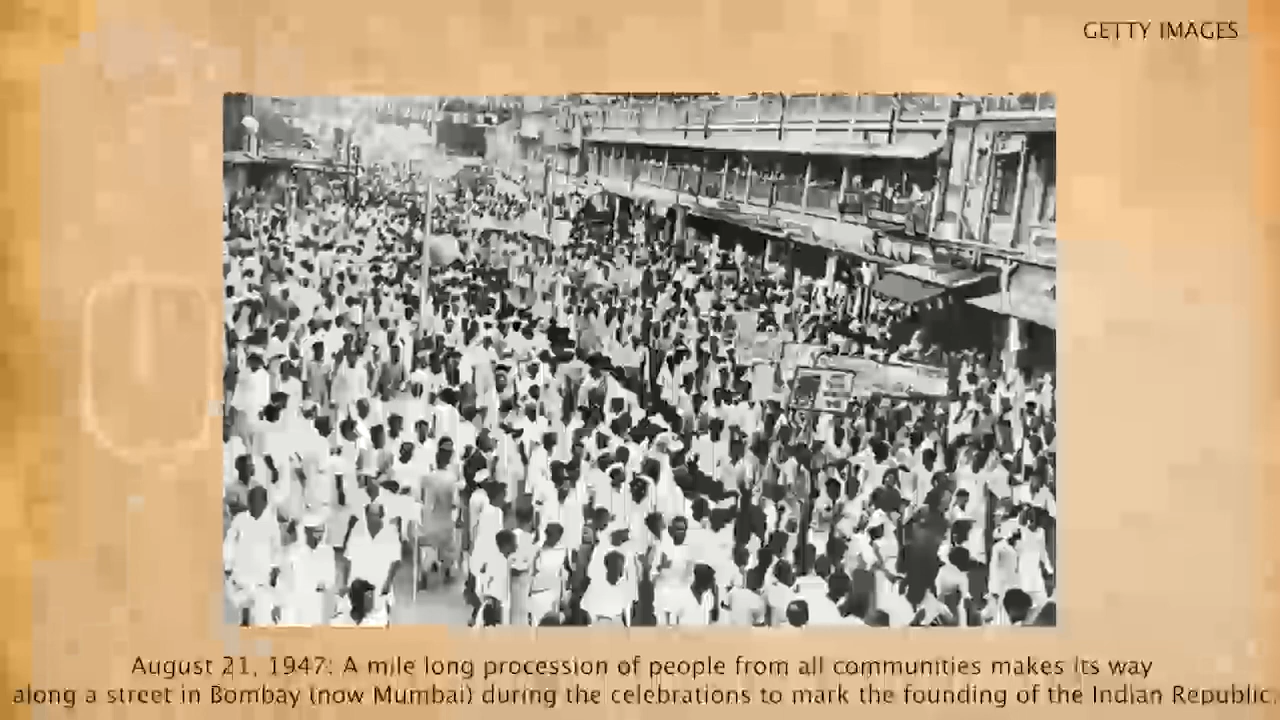 GETTY IMAGES
August 21, 1947: A mile long procession of people from all communities makes its way
along a street in Bombay (now Mumbai) during the celebrations to mark the founding of the Indian Republic.